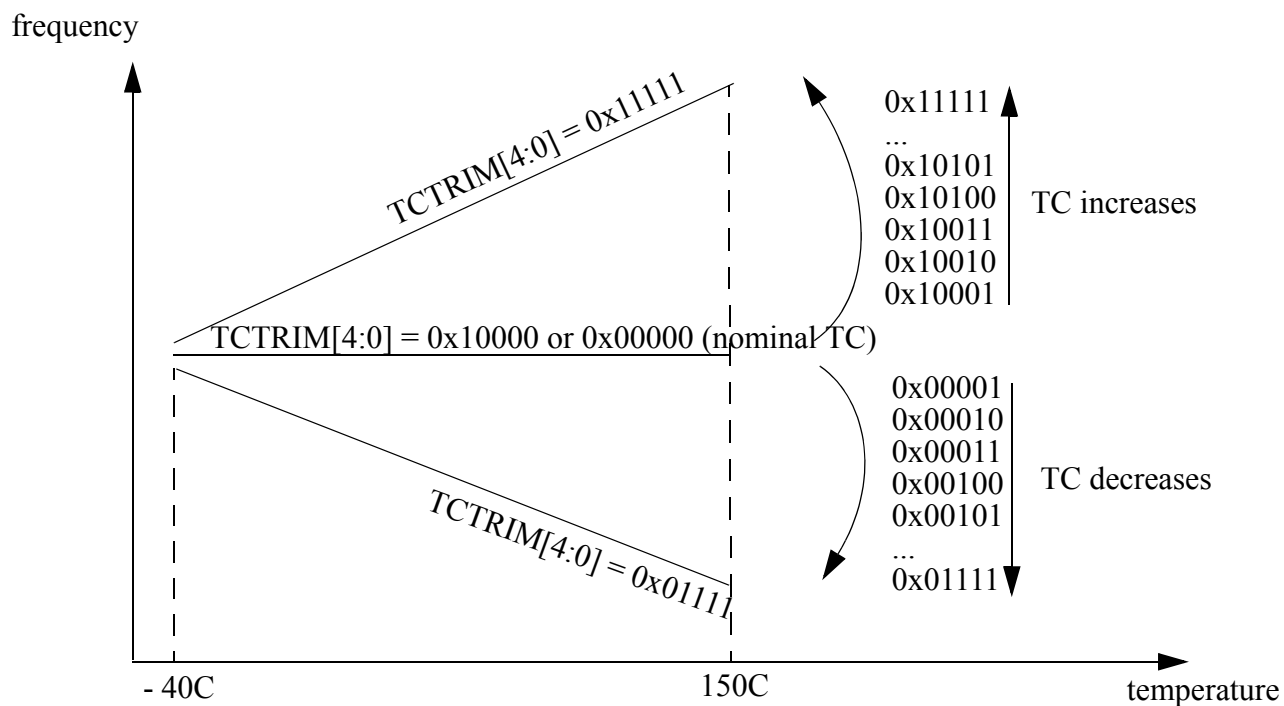 frequency
TCTRIM[4:0] = 0x11111
0x11111
...
0x10101
0x10100
0x10011
0x10010
0x10001
TC increases
TCTRIM[4:0] = 0x10000 or 0x00000 (nominal TC)
0x00001
0x00010
0x00011
0x00100
0x00101
...
0x01111
TC decreases
TCTRIM[4:0] = 0x01111
- 40C
150C
temperature